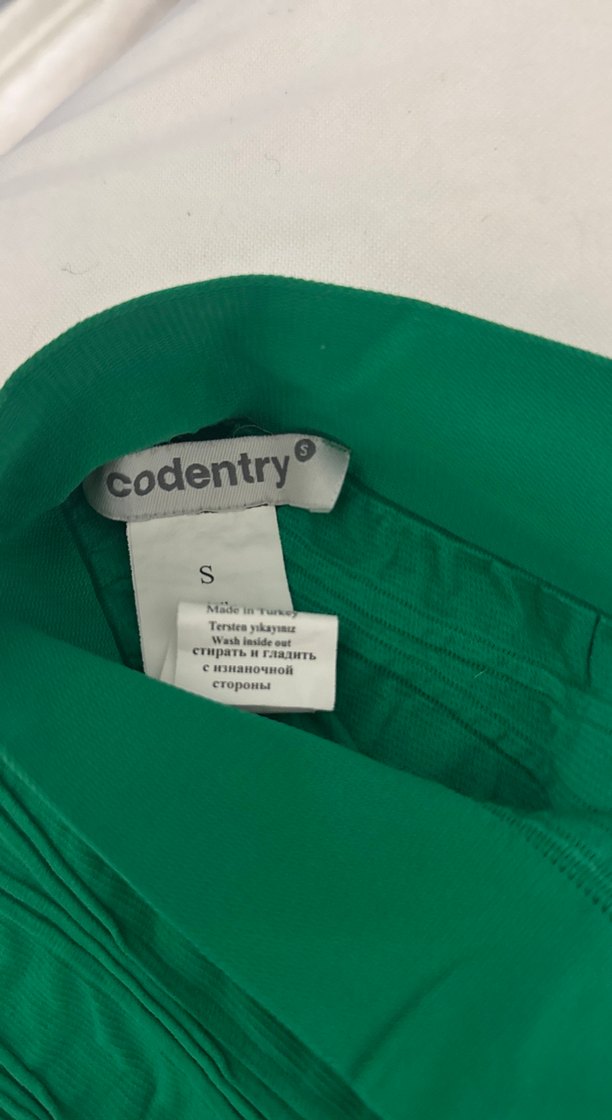 codentry S
S
Made in Turkey
Tersten yıkayınız
Wash inside out
стирать и гладить
с изнаночной
стороны